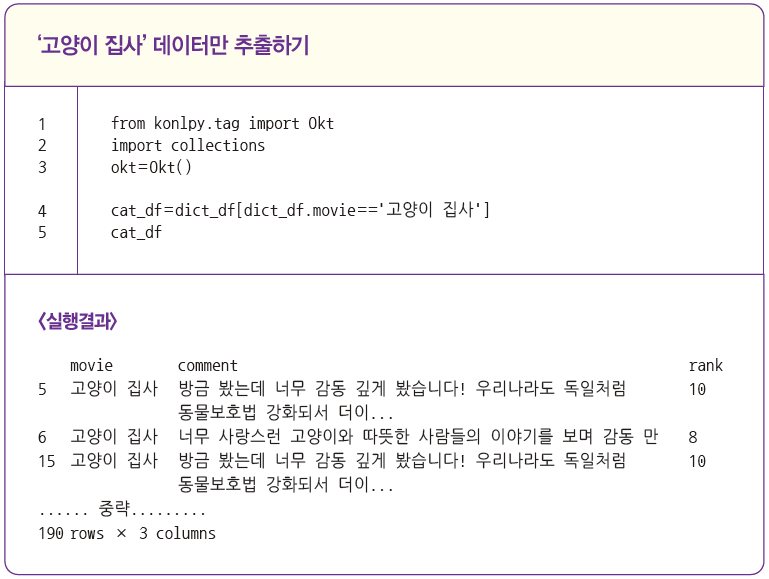 ‘고양이 집사’ 데이터만 추출하기
1 from konlpy.tag import Okt
2 import collections
3 okt=Okt()
4 cat_df=dict_df[dict_df.movie=='고양이 집사']
5 cat_df
<실행결과>
movie comment rank
5 고양이 집사 방금 봤는데 너무 감동 깊게 봤습니다! 우리나라도 독일처럼 10
동물보호법 강화되서 더이...
6 고양이 집사 너무 사랑스런 고양이와 따뜻한 사람들의 이야기를 보며 감동 만 8
15 고양이 집사 방금 봤는데 너무 감동 깊게 봤습니다! 우리나라도 독일처럼 10
동물보호법 강화되서 더이...
...... 중략.........
190 rows × 3 columns